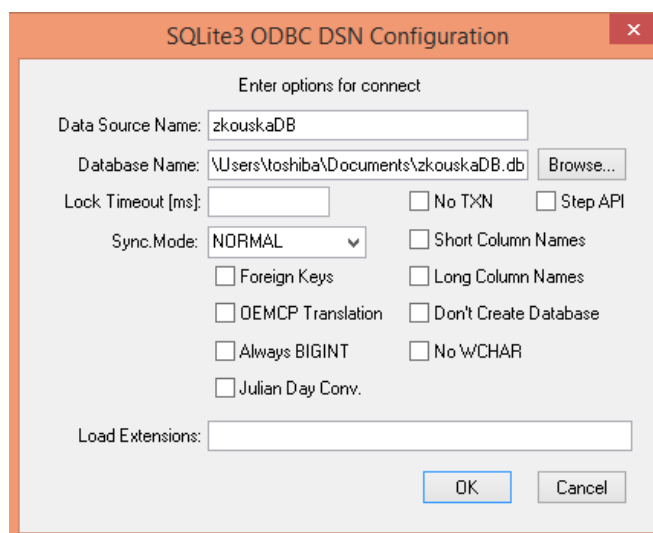 SQLite3 ODBC DSN Configuration
Enter options for connect
Data Source Name: zkouskaDB
Database Name: \Users\toshiba\Documents\zkouskaDB.db Browse...
Lock Timeout [ms]: No TXN Step API
Sync.Mode: NORMAL Short Column Names
Foreign Keys Long Column Names
OEMCP Translation Don't Create Database
Always BIGINT No WCHAR
Julian Day Conv.
Load Extensions:
OK Cancel